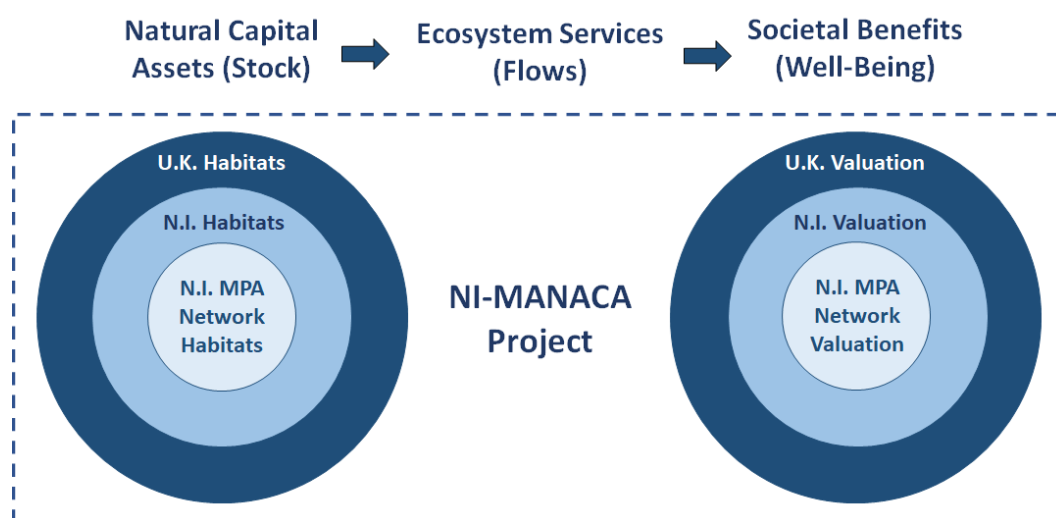 Natural Capital
Assets (Stock)
Ecosystem Services
(Flows)
Societal Benefits
(Well-Being)
U.K. Habitats
N.I. Habitats
N.I. MPA
Network
Habitats
NI-MANACA
Project
U.K. Valuation
N.I. Valuation
N.I. MPA
Network
Valuation